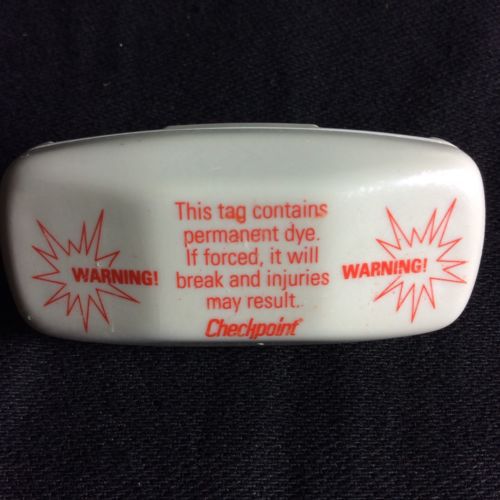 This tag contains
permanent dye.
If forced, it will
break and injuries
may result.
WARNING!
WARNING!
Checkpoint®